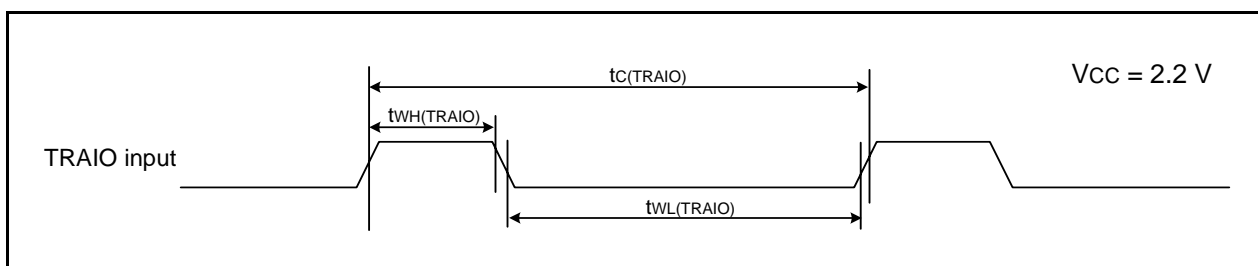 tC(TRAIO)
VCC = 2.2 V
tWH(TRAIO)
TRAIO input
tWL(TRAIO)